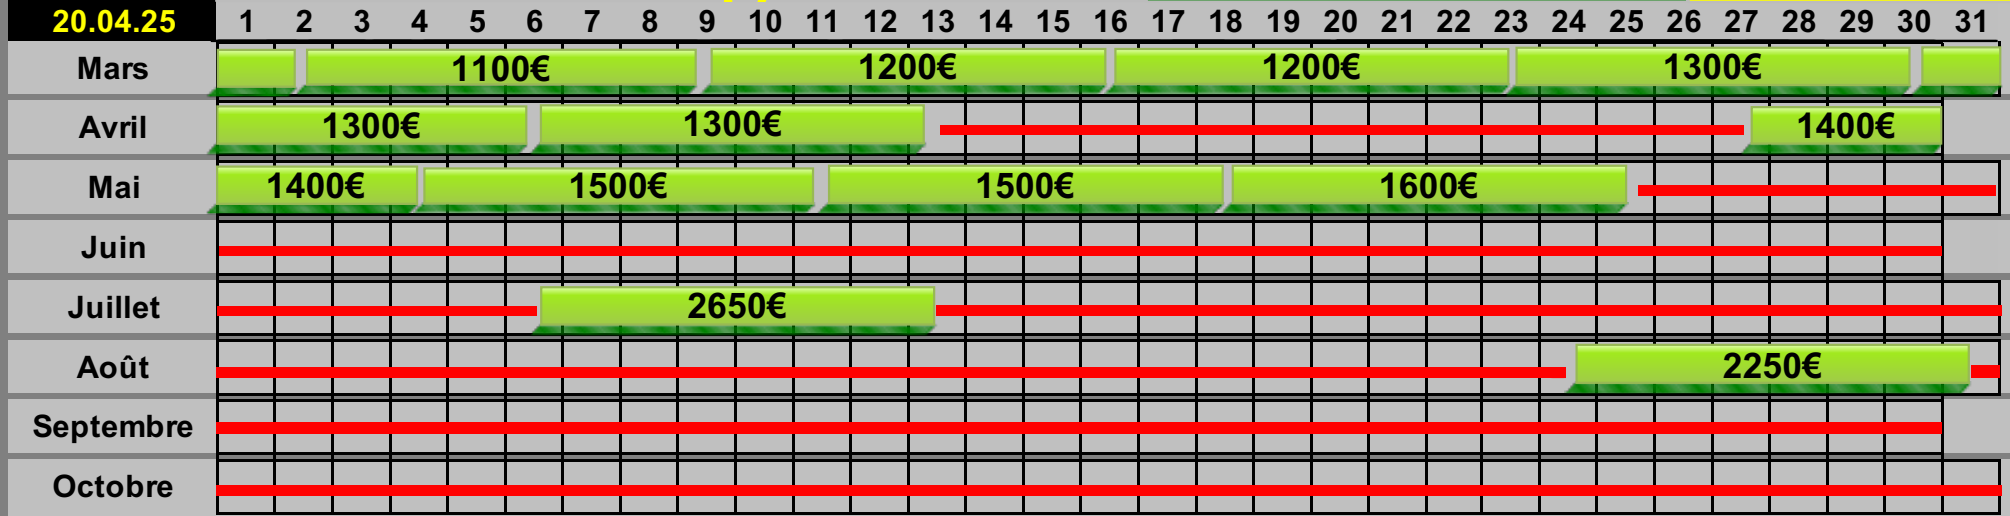 20.04.25 1 2 3 4 5 6 7 8 9 10 11 12 13 14 15 16 17 18 19 20 21 22 23 24 25 26 27 28 29 30 31
Mars 1100€ 1200€ 1200€ 1300€
Avril 1300€ 1300€ 1400€
Mai 1400€ 1500€ 1500€ 1600€
Juin
Juillet 2650€
Août 2250€
Septembre
Octobre